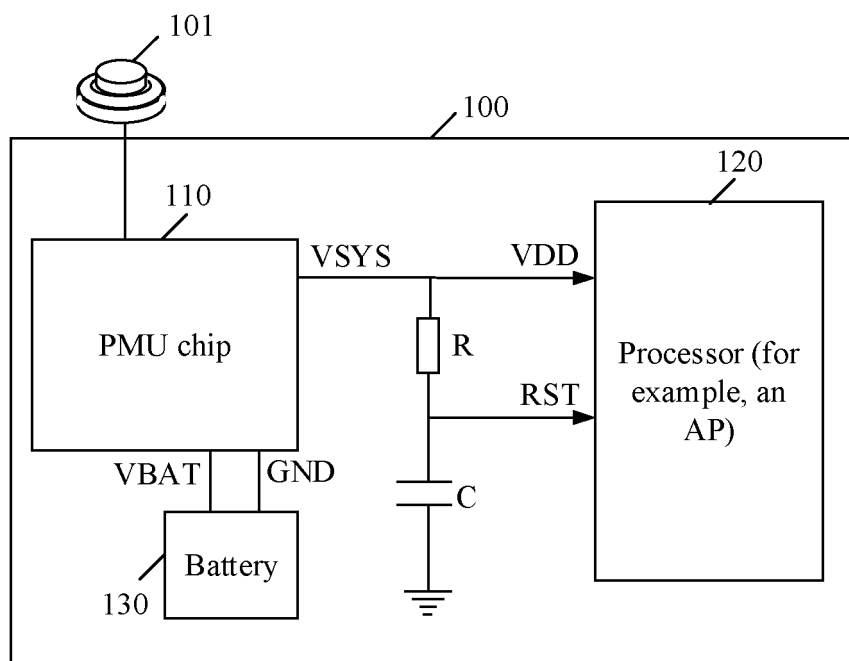 101
100
110
120
VSYS
VDD
PMU chip
R
Processor (for
example, an
AP)
RST
VBAT
GND
C
Battery
130